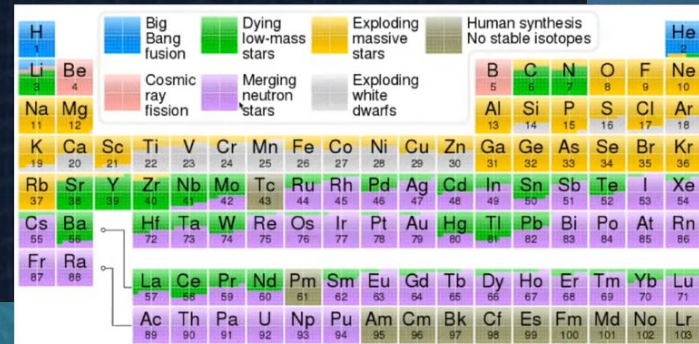 Big Bang fusion
Dying low-mass stars
Exploding massive stars
Human synthesis No stable isotopes
Cosmic ray fission
Merging neutron stars
Exploding white dwarfs
H He
1 2
Li Be B C N O F Ne
3 4 5 6 7 8 9 10
Na Mg Al Si P S Cl Ar
11 12 13 14 15 16 17 18
K Ca Sc Ti V Cr Mn Fe Co Ni Cu Zn Ga Ge As Se Br Kr
19 20 21 22 23 24 25 26 27 28 29 30 31 32 33 34 35 36
Rb Sr Y Zr Nb Mo Tc Ru Rh Pd Ag Cd In Sn Sb Te I Xe
37 38 39 40 41 42 43 44 45 46 47 48 49 50 51 52 53 54
Cs Ba Hf Ta W Re Os Ir Pt Au Hg Tl Pb Bi Po At Rn
55 56 72 73 74 75 76 77 78 79 80 81 82 83 84 85 86
Fr Ra
87 88
La Ce Pr Nd Pm Sm Eu Gd Tb Dy Ho Er Tm Yb Lu
57 58 59 60 61 62 63 64 65 66 67 68 69 70 71
Ac Th Pa U Np Pu Am Cm Bk Cf Es Fm Md No Lr
89 90 91 92 93 94 95 96 97 98 99 100 101 102 103